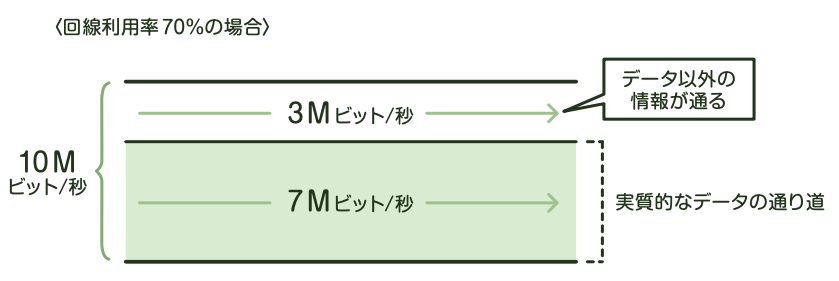 〈回線利用率70%の場合〉
データ以外の
情報が通る
3Mビット/秒
10M
ビット/秒
7Mビット/秒
実質的なデータの通り道